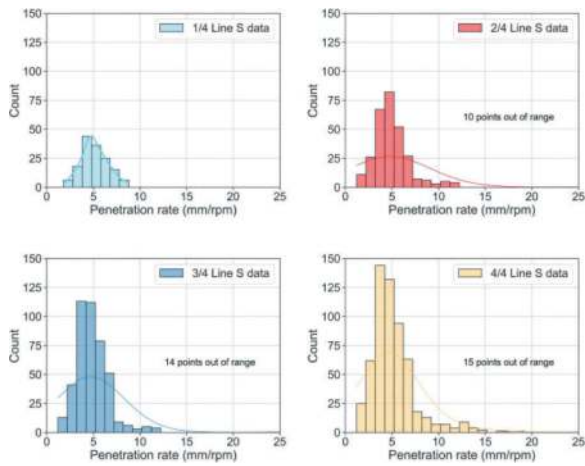 1/4 Line S data
150
125
100
75
50
25
0
Count
0 5 10 15 20 25
Penetration rate (mm/rpm)
2/4 Line S data
150
125
100
75
50
25
0
Count
10 points out of range
0 5 10 15 20 25
Penetration rate (mm/rpm)
3/4 Line S data
150
125
100
75
50
25
0
Count
14 points out of range
0 5 10 15 20 25
Penetration rate (mm/rpm)
4/4 Line S data
150
125
100
75
50
25
0
Count
15 points out of range
0 5 10 15 20 25
Penetration rate (mm/rpm)